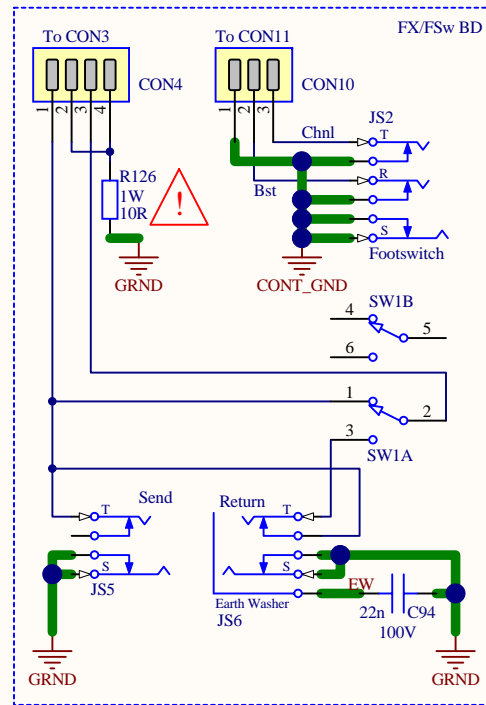 FX/FSw BD
To CON3
To CON11
CON4
CON10
1
2
3
4
1
2
3
Chnl
JS2
T
R
Bst
S
Footswitch
R126
1W
10R
!
GRND
CONT_GND
SW1B
4
5
6
1
2
3
SW1A
Send
T
S
JS5
Return
T
S
Earth Washer
JS6
EW
22n
C94
100V
GRND
GRND